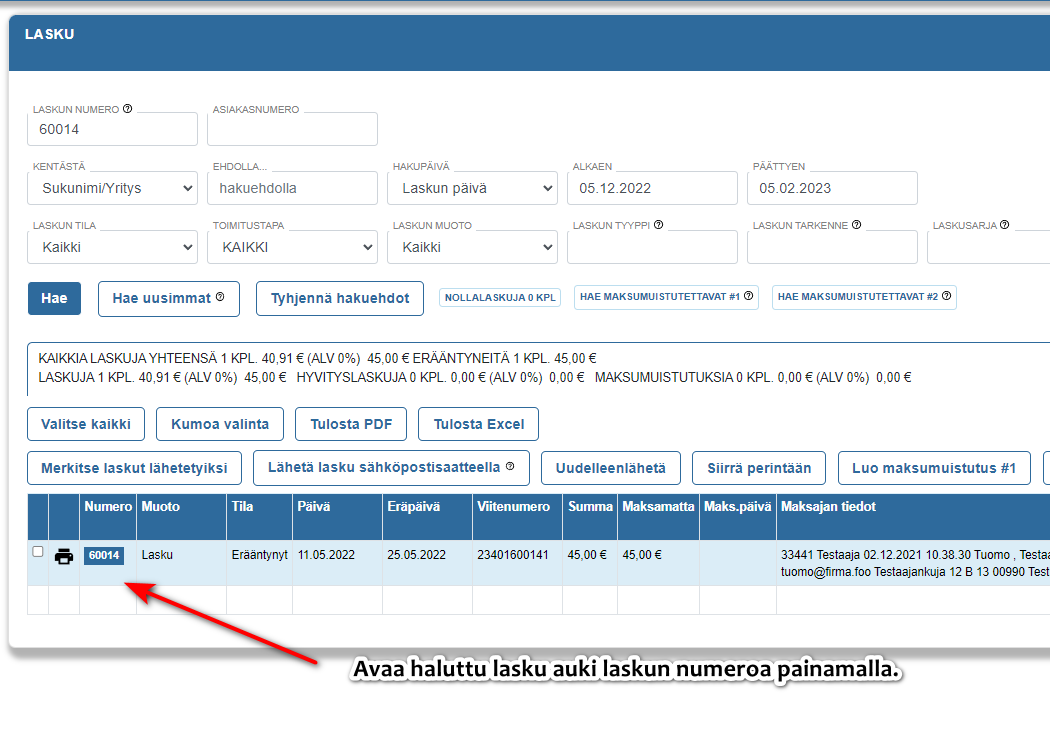 LASKU
LASKUN NUMERO ASIAKASNUMERO
60014
KENTÄSTÄ EHDOLLA... HAKUPÄIVÄ ALKAEN PÄÄTTYEN
Sukunimi/Yritys hakuehdolla Laskun päivä 05.12.2022 05.02.2023
LASKUN TILA TOIMITUSTAPA LASKUN MUOTO LASKUN TYYPPI LASKUN TARKENNE LASKUSARJA
Kaikki KAIKKI Kaikki
Hae Hae uusimmat Tyhjennä hakuehdot NOLLALASKUJA 0 KPL HAE MAKSUMUISTUTETTAVAT #1 HAE MAKSUMUISTUTETTAVAT #2
KAIKKIA LASKUJA YHTEENSÄ 1 KPL. 40,91 € (ALV 0%) 45,00 € ERÄÄNTYNEITÄ 1 KPL. 45,00 €
LASKUJA 1 KPL. 40,91 € (ALV 0%) 45,00 € HYVITYSLASKUJA 0 KPL. 0,00 € (ALV 0%) 0,00 € MAKSUMUISTUTUKSIA 0 KPL. 0,00 € (ALV 0%) 0,00 €
Valitse kaikki Kumoa valinta Tulosta PDF Tulosta Excel
Merkitse laskut lähetetyiksi Lähetä lasku sähköpostisaatteella Uudelleenlähetä Siirrä perintään Luo maksumuistutus #1
Numero Muoto Tila Päivä Eräpäivä Viitenumero Summa Maksamatta Maks.päivä Maksajan tiedot
60014 Lasku Erääntynyt 11.05.2022 25.05.2022 23401600141 45,00 € 45,00 € 33441 Testaaja 02.12.2021 10.38.30 Tuomo , Testaa
tuomo@firma.foo Testaajankuja 12 B 13 00990 Test
Avaa haluttu lasku auki laskun numeroa painamalla.